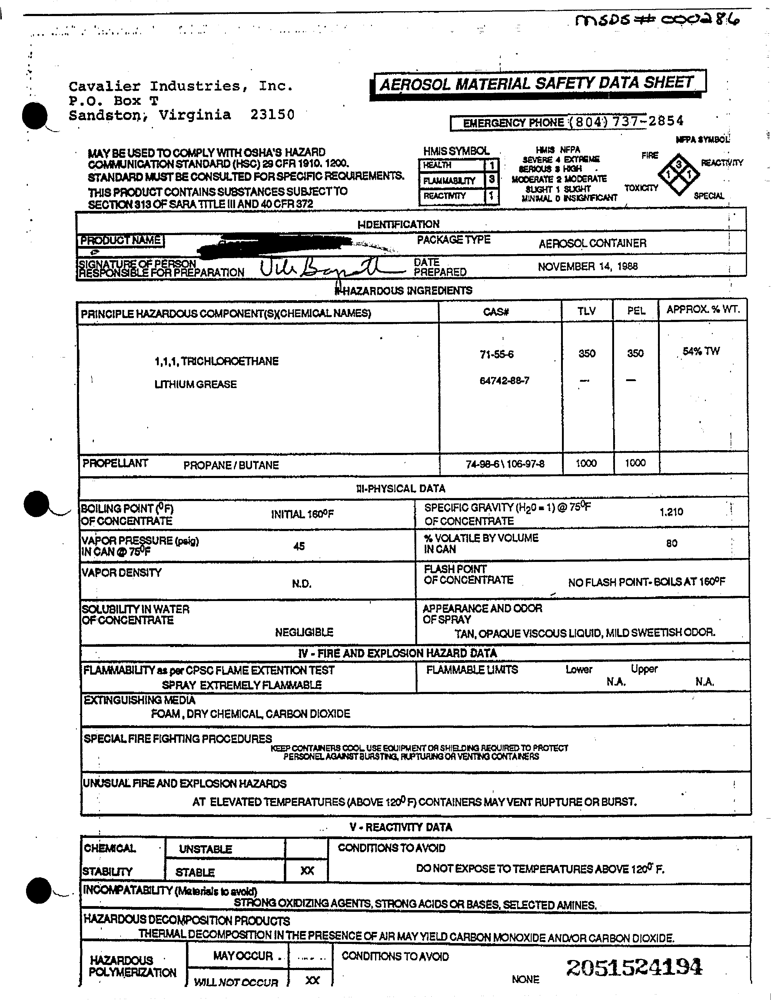 MSDS # 000286
Cavalier Industries, Inc.
P.O. Box T
Sandston, Virginia 23150
AEROSOL MATERIAL SAFETY DATA SHEET
EMERGENCY PHONE (804) 737-2854
MAY BE USED TO COMPLY WITH OSHA'S HAZARD
COMMUNICATION STANDARD (HSC) 29 CFR 1910. 1200.
STANDARD MUST BE CONSULTED FOR SPECIFIC REQUIREMENTS.
THIS PRODUCT CONTAINS SUBSTANCES SUBJECT TO
SECTION 313 OF SARA TITLE III AND 40 CFR 372
HMIS SYMBOL
HEALTH 1
FLAMMABILITY 3
REACTIVITY 1
HMIS NFPA
SEVERE 4 EXTREME
SERIOUS 3 HIGH
MODERATE 2 MODERATE
SLIGHT 1 SLIGHT
MINIMAL 0 INSIGNIFICANT
NFPA SYMBOL
FIRE
REACTIVITY
TOXICITY
SPECIAL
3
1 1
I-IDENTIFICATION
PRODUCT NAME
PACKAGE TYPE AEROSOL CONTAINER
SIGNATURE OF PERSON
RESPONSIBLE FOR PREPARATION
DATE
PREPARED NOVEMBER 14, 1988
II-HAZARDOUS INGREDIENTS
PRINCIPLE HAZARDOUS COMPONENT(S)(CHEMICAL NAMES) CAS# TLV PEL APPROX. % WT.
1,1,1, TRICHLOROETHANE 71-55-6 350 350 54% TW
LITHIUM GREASE 64742-88-7 — —
PROPELLANT PROPANE / BUTANE 74-98-6 \ 106-97-8 1000 1000
III-PHYSICAL DATA
BOILING POINT (ºF)
OF CONCENTRATE INITIAL 160ºF
SPECIFIC GRAVITY (H20 = 1) @ 75ºF
OF CONCENTRATE 1.210
VAPOR PRESSURE (psig)
IN CAN @ 75ºF 45
% VOLATILE BY VOLUME
IN CAN 80
VAPOR DENSITY N.D.
FLASH POINT
OF CONCENTRATE NO FLASH POINT- BOILS AT 160ºF
SOLUBILITY IN WATER
OF CONCENTRATE NEGLIGIBLE
APPEARANCE AND ODOR
OF SPRAY
TAN, OPAQUE VISCOUS LIQUID, MILD SWEETISH ODOR.
IV - FIRE AND EXPLOSION HAZARD DATA
FLAMMABILITY as per CPSC FLAME EXTENTION TEST
SPRAY EXTREMELY FLAMMABLE
FLAMMABLE LIMITS Lower N.A. Upper N.A.
EXTINGUISHING MEDIA
FOAM, DRY CHEMICAL, CARBON DIOXIDE
SPECIAL FIRE FIGHTING PROCEDURES
KEEP CONTAINERS COOL. USE EQUIPMENT OR SHIELDING REQUIRED TO PROTECT
PERSONEL AGAINST BURSTING, RUPTURING OR VENTING CONTAINERS
UNUSUAL FIRE AND EXPLOSION HAZARDS
AT ELEVATED TEMPERATURES (ABOVE 120º F) CONTAINERS MAY VENT RUPTURE OR BURST.
V - REACTIVITY DATA
CHEMICAL UNSTABLE CONDITIONS TO AVOID
STABILITY STABLE XX DO NOT EXPOSE TO TEMPERATURES ABOVE 120º F.
INCOMPATABILITY (Materials to avoid)
STRONG OXIDIZING AGENTS, STRONG ACIDS OR BASES, SELECTED AMINES.
HAZARDOUS DECOMPOSITION PRODUCTS
THERMAL DECOMPOSITION IN THE PRESENCE OF AIR MAY YIELD CARBON MONOXIDE AND/OR CARBON DIOXIDE.
HAZARDOUS
POLYMERIZATION
MAY OCCUR
WILL NOT OCCUR XX
CONDITIONS TO AVOID
NONE
2051524194